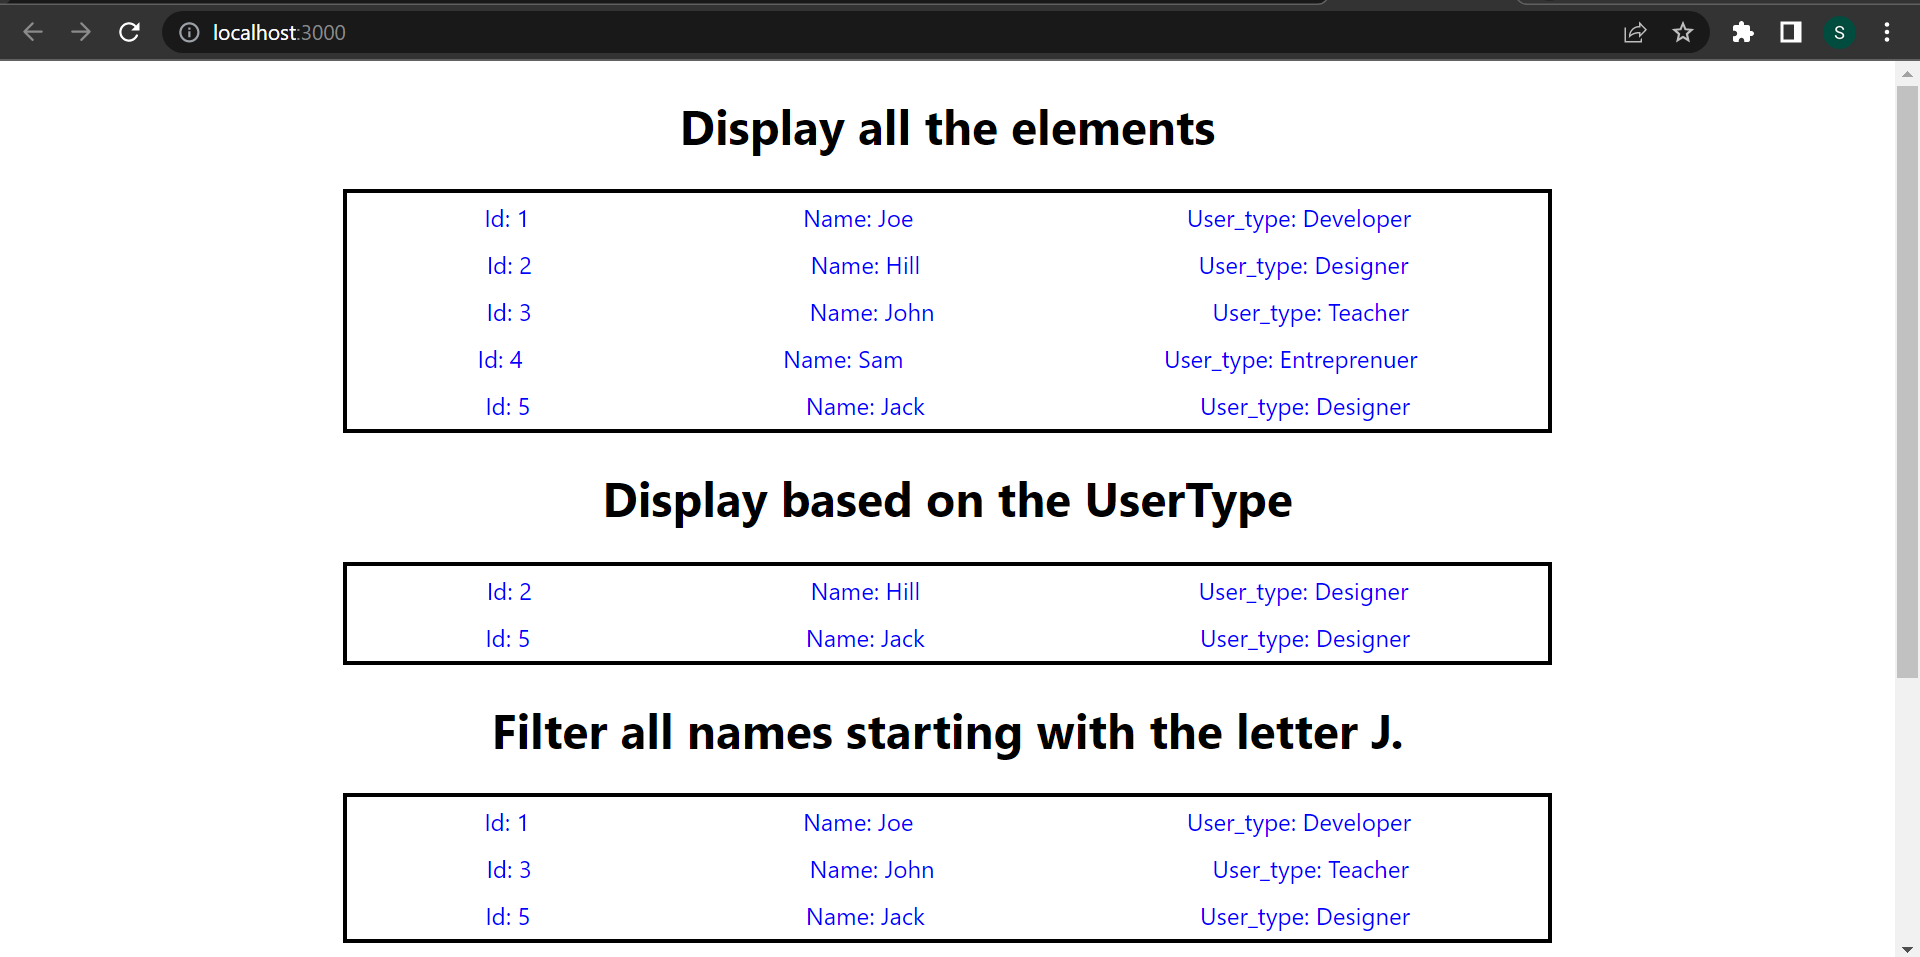 localhost:3000
S
Display all the elements
Id: 1 Name: Joe User_type: Developer
Id: 2 Name: Hill User_type: Designer
Id: 3 Name: John User_type: Teacher
Id: 4 Name: Sam User_type: Entreprenuer
Id: 5 Name: Jack User_type: Designer
Display based on the UserType
Id: 2 Name: Hill User_type: Designer
Id: 5 Name: Jack User_type: Designer
Filter all names starting with the letter J.
Id: 1 Name: Joe User_type: Developer
Id: 3 Name: John User_type: Teacher
Id: 5 Name: Jack User_type: Designer